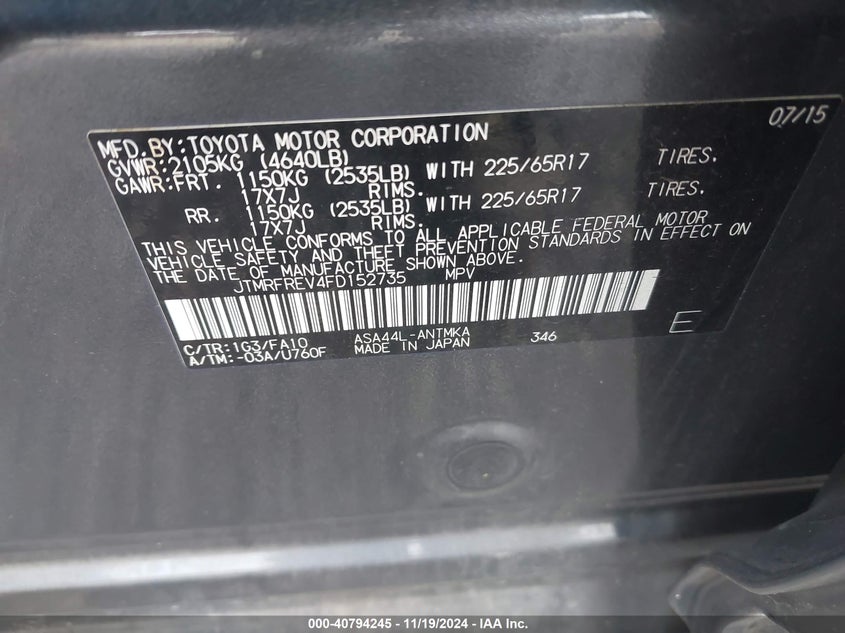 07/15
MFD.BY:TOYOTA MOTOR CORPORATION
GVWR:2105KG (4640LB)
GAWR:FRT. 1150KG (2535LB) WITH 225/65R17 TIRES.
17X7J RIMS.
RR. 1150KG (2535LB) WITH 225/65R17 TIRES.
17X7J RIMS.
THIS VEHICLE CONFORMS TO ALL APPLICABLE FEDERAL MOTOR
VEHICLE SAFETY AND THEFT PREVENTION STANDARDS IN EFFECT ON
THE DATE OF MANUFACTURE SHOWN ABOVE.
JTMRFREV4FD152735 MPV
C/TR:1G3/FA10 ASA44L-ANTMKA 346 E
A/TM:-03A/U760F MADE IN JAPAN
000-40794245 - 11/19/2024 - IAA Inc.